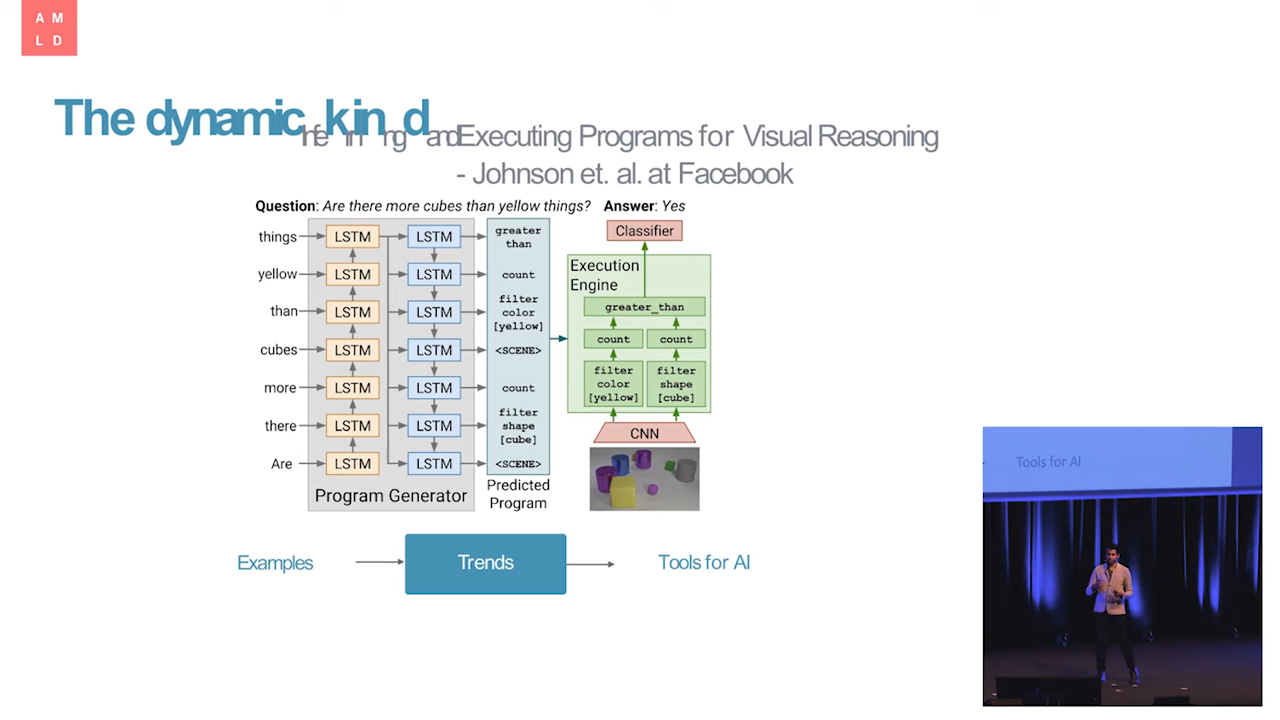 A M
L D
The dynamic kind
Inferring and Executing Programs for Visual Reasoning
- Johnson et. al. at Facebook
Question: Are there more cubes than yellow things? Answer: Yes
things
yellow
than
cubes
more
there
Are
LSTM
LSTM
LSTM
LSTM
LSTM
LSTM
LSTM
Program Generator
LSTM
LSTM
LSTM
LSTM
LSTM
LSTM
LSTM
greater
than
count
filter
color
[yellow]
<SCENE>
count
filter
shape
[cube]
<SCENE>
Predicted
Program
Classifier
Execution
Engine
greater_than
count
count
filter
color
[yellow]
filter
shape
[cube]
CNN
Examples
Trends
Tools for AI
Tools for AI